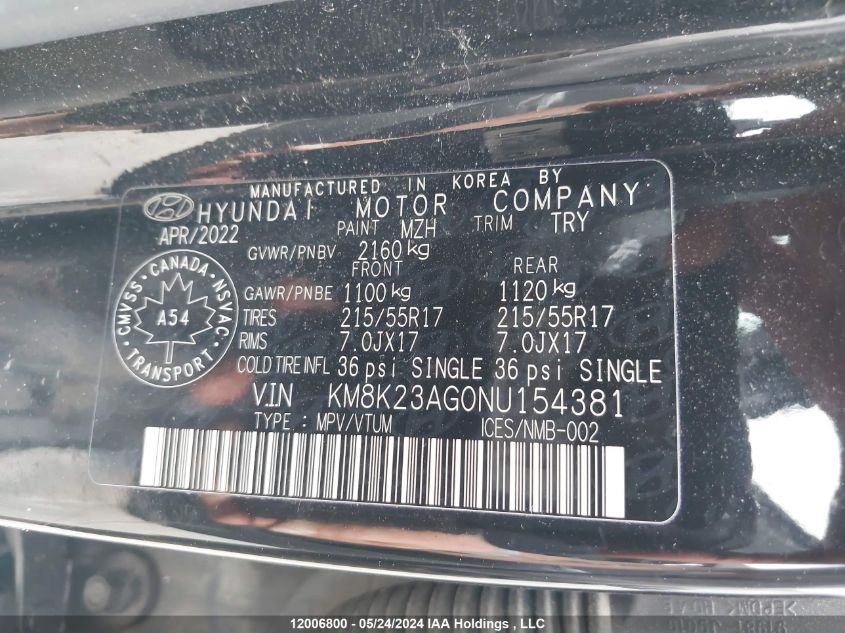 MANUFACTURED IN KOREA BY
HYUNDAI MOTOR COMPANY
APR/2022 PAINT MZH TRIM TRY
GVWR/PNBV 2160 kg
FRONT REAR
GAWR/PNBE 1100 kg 1120 kg
TIRES 215/55R17 215/55R17
RIMS 7.0JX17 7.0JX17
COLD TIRE INFL 36 psi SINGLE 36 psi SINGLE
V.I.N KM8K23AG0NU154381
TYPE : MPV/VTUM ICES/NMB-002
CMVSS · CANADA · NSVAC · TRANSPORT ·
A54
12006800 - 05/24/2024 IAA Holdings, LLC